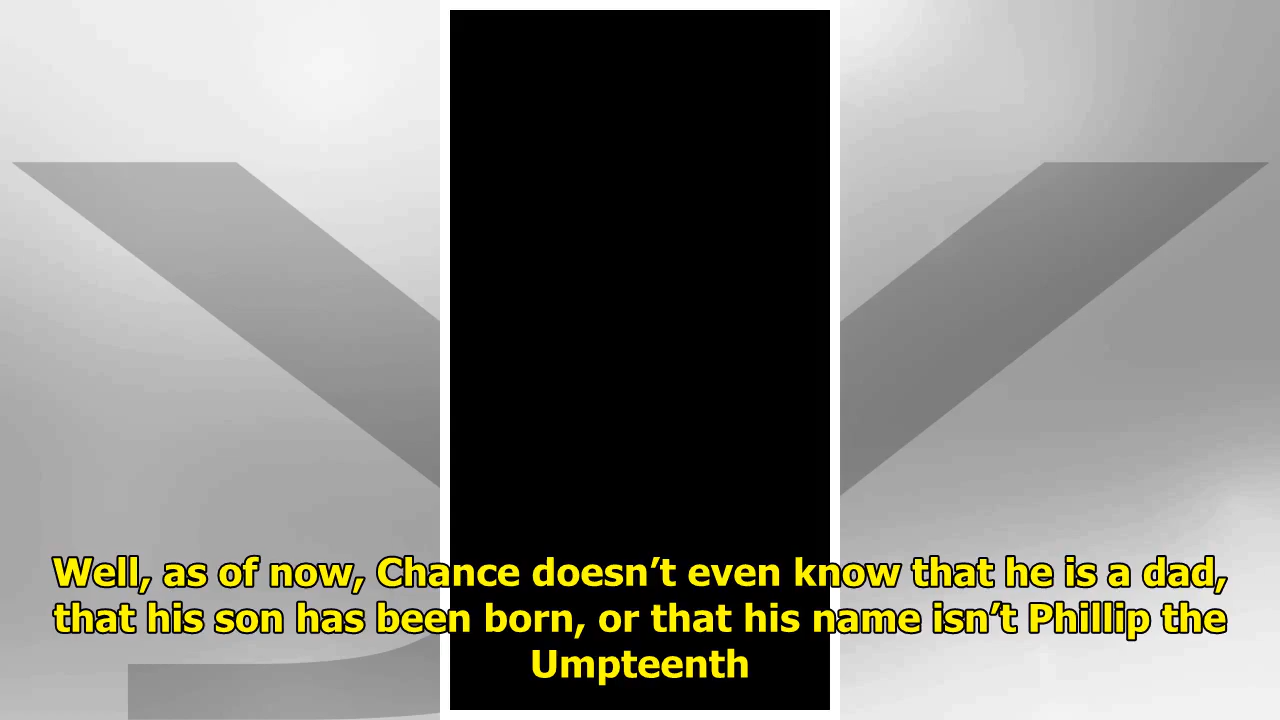 Well, as of now, Chance doesn’t even know that he is a dad,
that his son has been born, or that his name isn’t Phillip the
Umpteenth